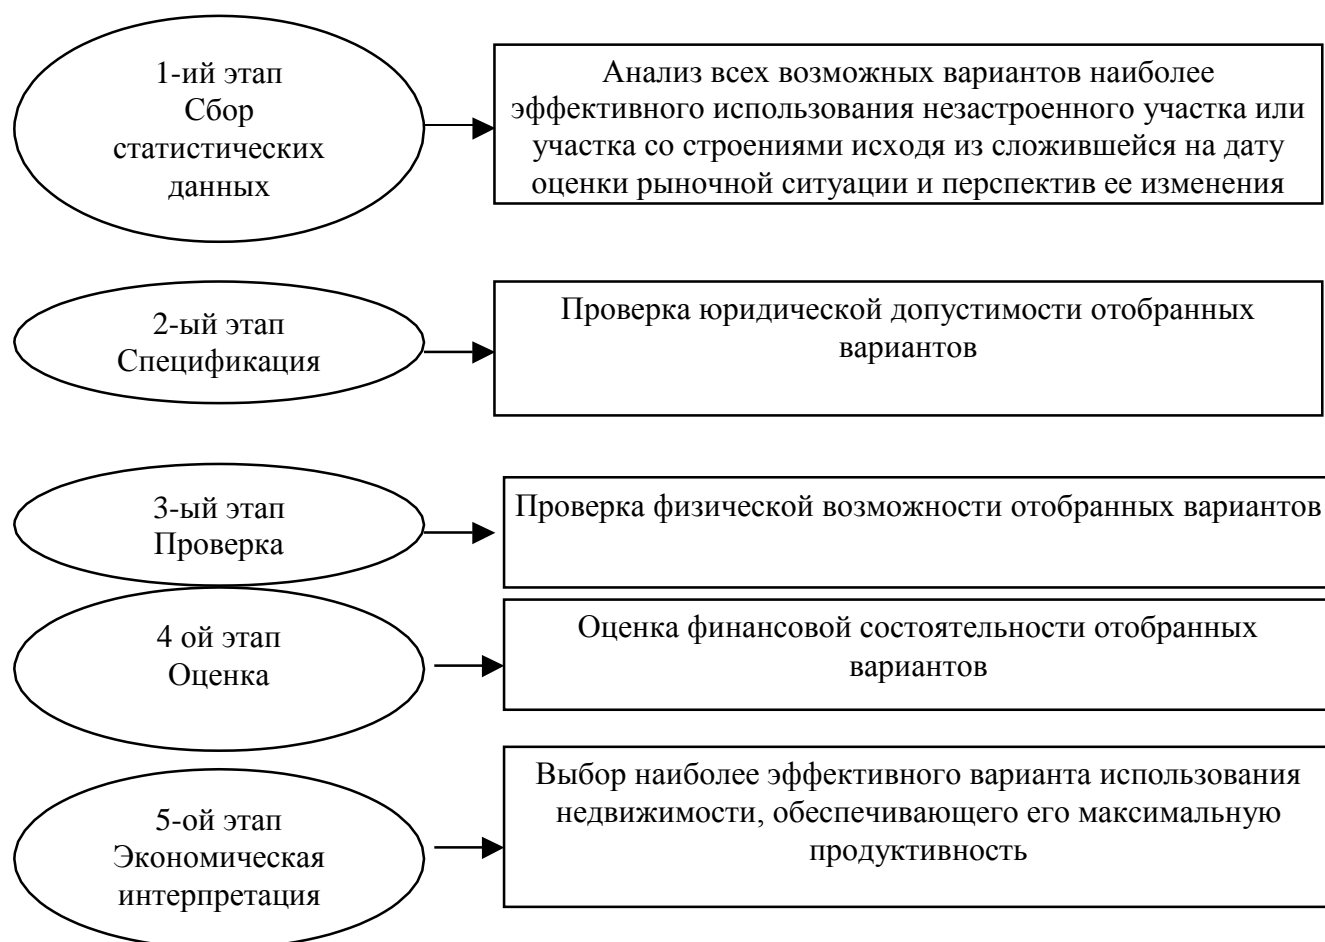 1-ий этап
Сбор
статистических
данных
Анализ всех возможных вариантов наиболее
эффективного использования незастроенного участка или
участка со строениями исходя из сложившейся на дату
оценки рыночной ситуации и перспектив ее изменения
2-ый этап
Спецификация
Проверка юридической допустимости отобранных
вариантов
3-ый этап
Проверка
Проверка физической возможности отобранных вариантов
4 ой этап
Оценка
Оценка финансовой состоятельности отобранных
вариантов
5-ой этап
Экономическая
интерпретация
Выбор наиболее эффективного варианта использования
недвижимости, обеспечивающего его максимальную
продуктивность